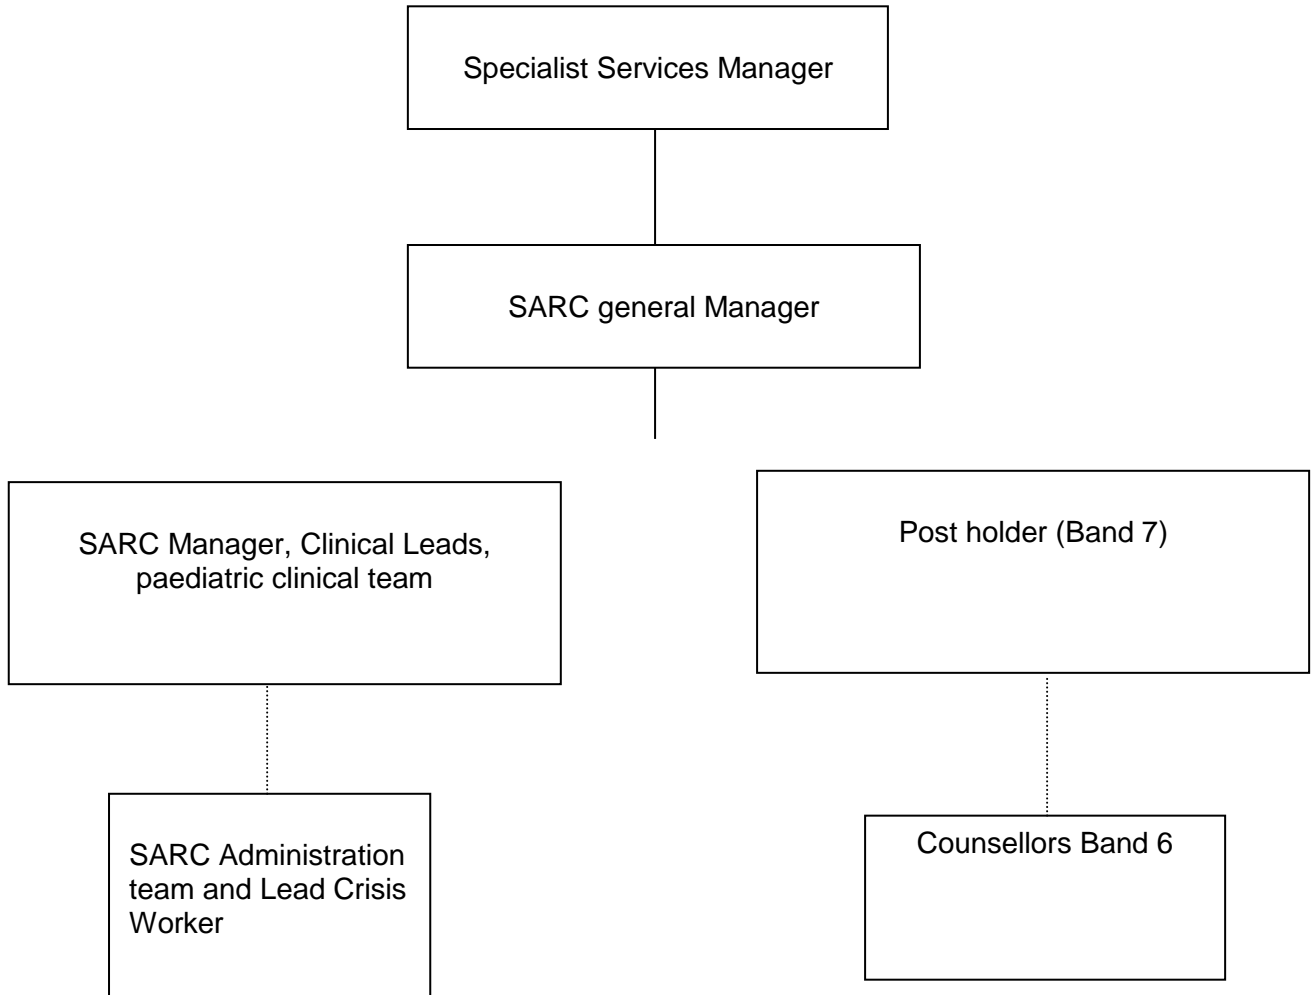 Specialist Services Manager
SARC general Manager
SARC Manager, Clinical Leads,
paediatric clinical team
Post holder (Band 7)
SARC Administration
team and Lead Crisis
Worker
Counsellors Band 6